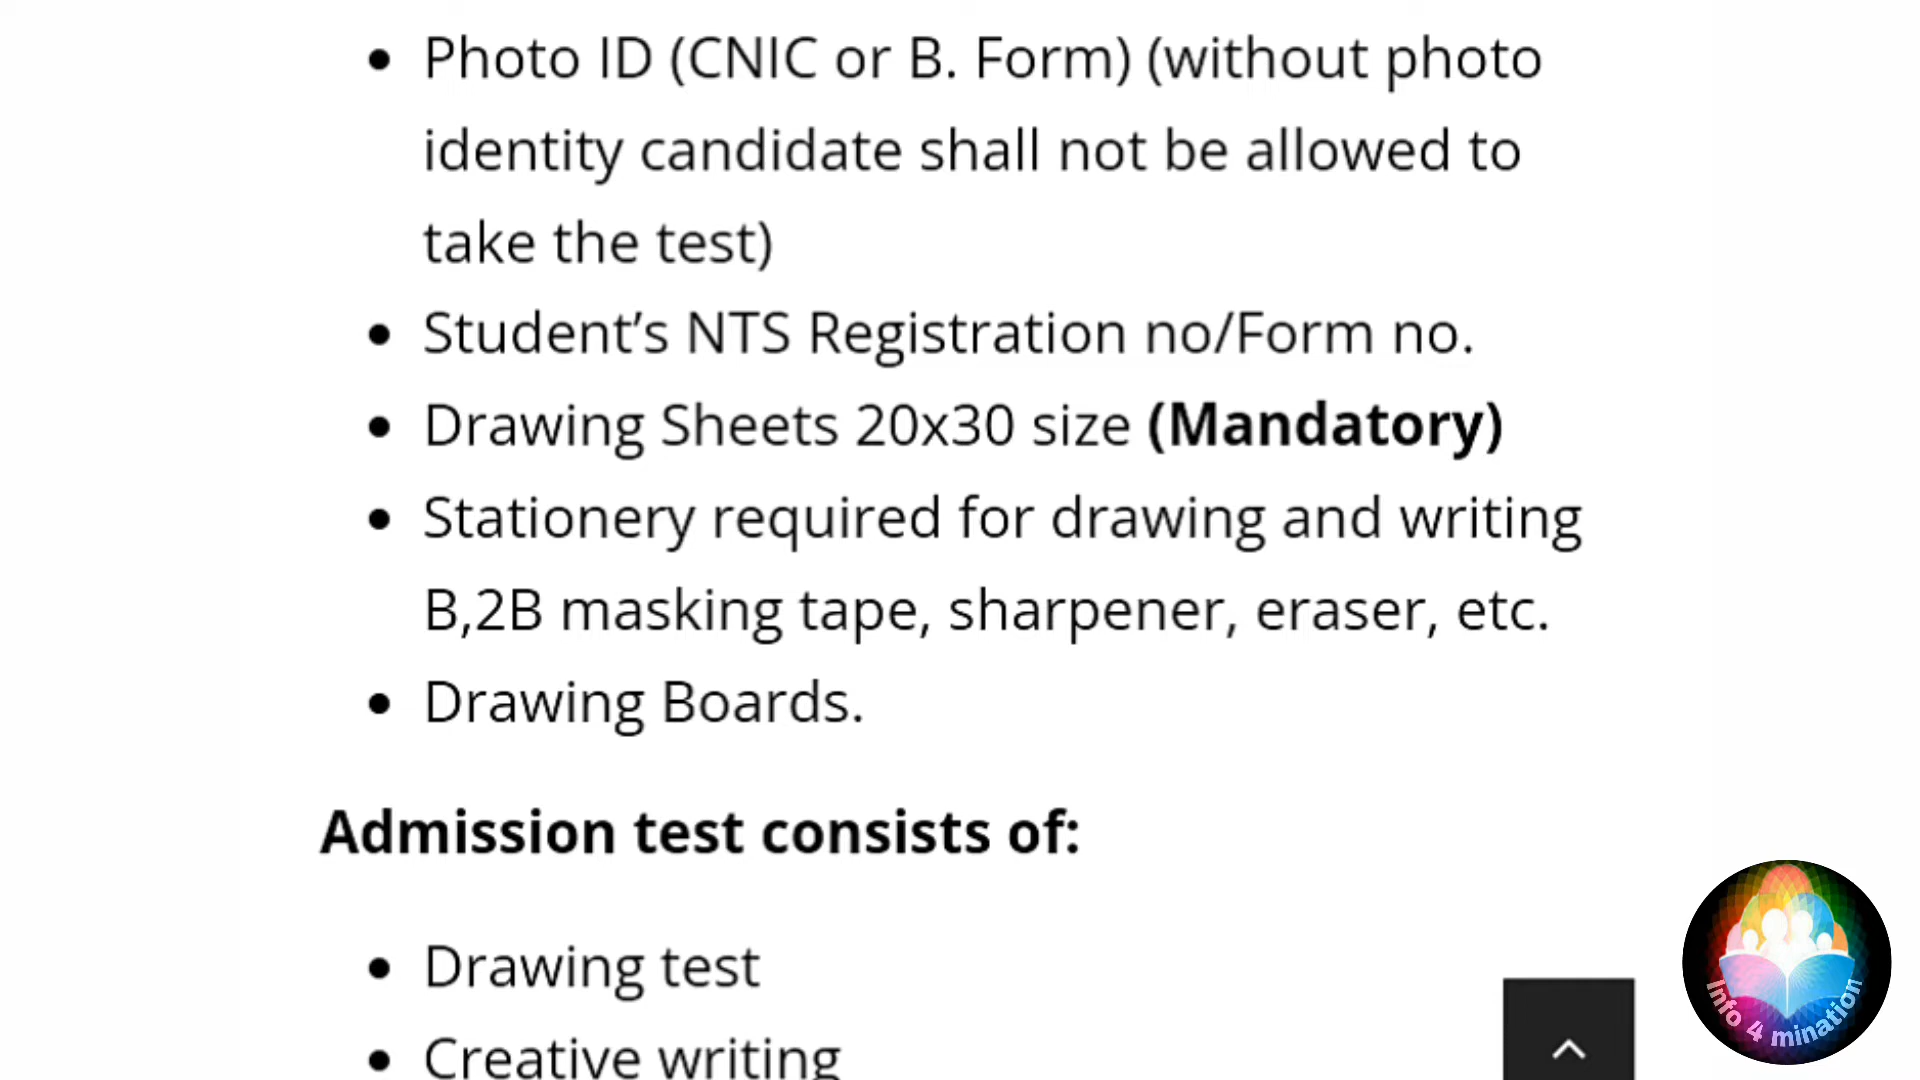 • Photo ID (CNIC or B. Form) (without photo
identity candidate shall not be allowed to
take the test)
• Student’s NTS Registration no/Form no.
• Drawing Sheets 20x30 size (Mandatory)
• Stationery required for drawing and writing
B,2B masking tape, sharpener, eraser, etc.
• Drawing Boards.
Admission test consists of:
• Drawing test
• Creative writing
Info 4 mination